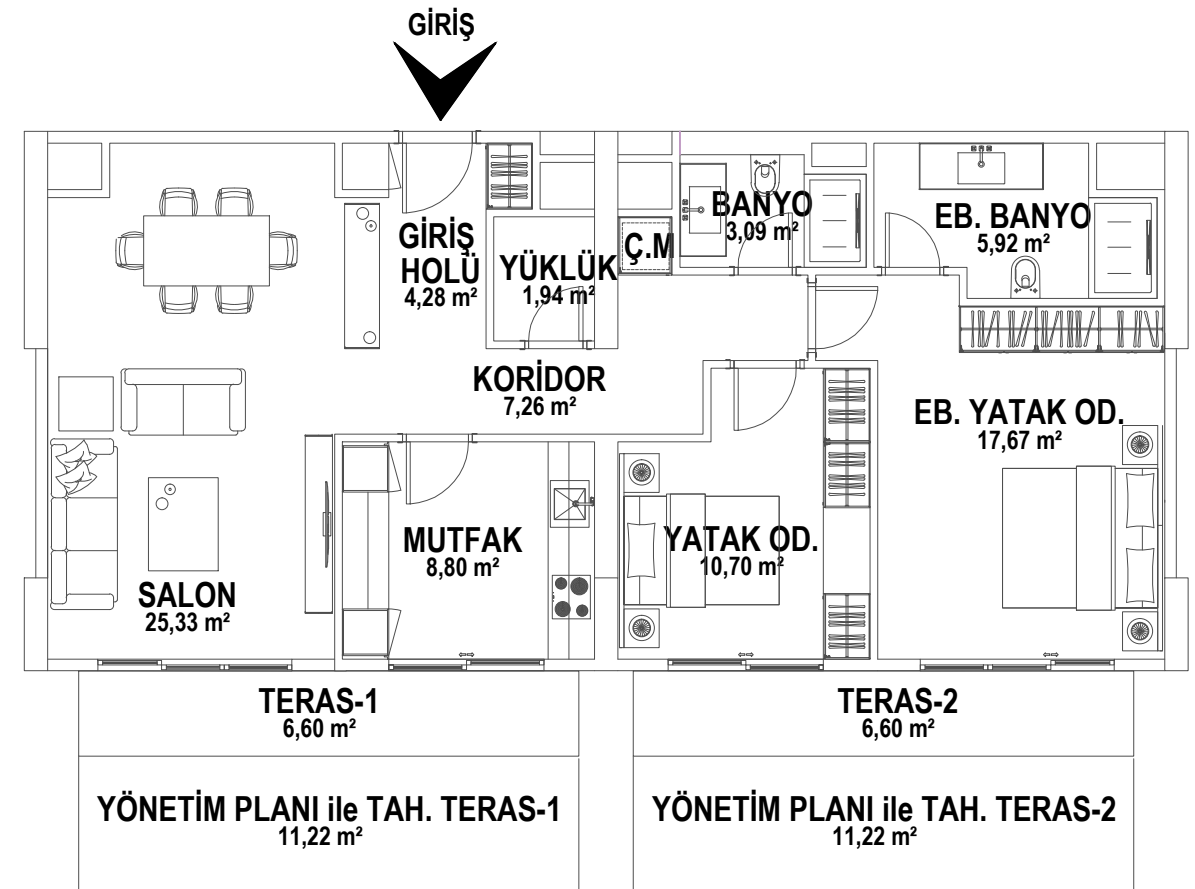 GİRİŞ
GİRİŞ
HOLÜ
4,28 m²
YÜKLÜK
1,94 m²
Ç.M
BANYO
3,09 m²
EB. BANYO
5,92 m²
KORİDOR
7,26 m²
EB. YATAK OD.
17,67 m²
MUTFAK
8,80 m²
YATAK OD.
10,70 m²
SALON
25,33 m²
TERAS-1
6,60 m²
TERAS-2
6,60 m²
YÖNETİM PLANI ile TAH. TERAS-1
11,22 m²
YÖNETİM PLANI ile TAH. TERAS-2
11,22 m²